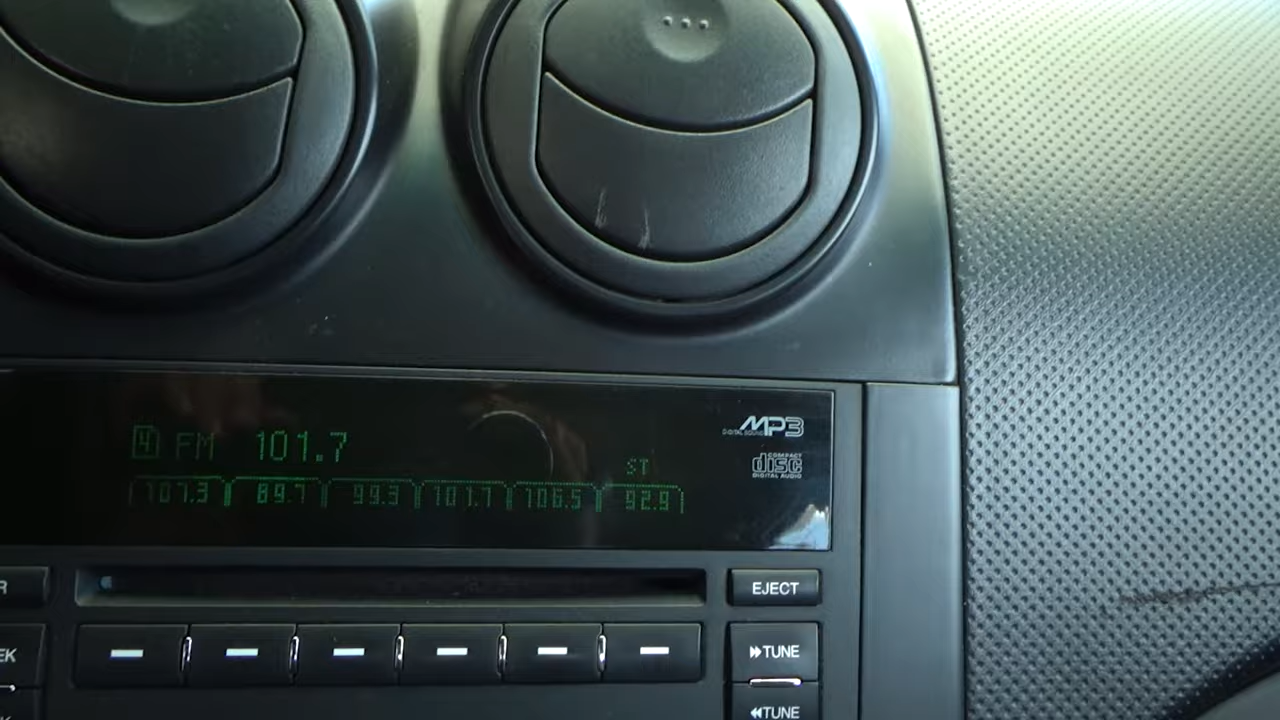 4 FM 101.7
ST
107.3 89.7 99.3 101.7 106.5 92.9
MP3
COMPACT
disc
DIGITAL AUDIO
R
EJECT
EK
TUNE
TUNE